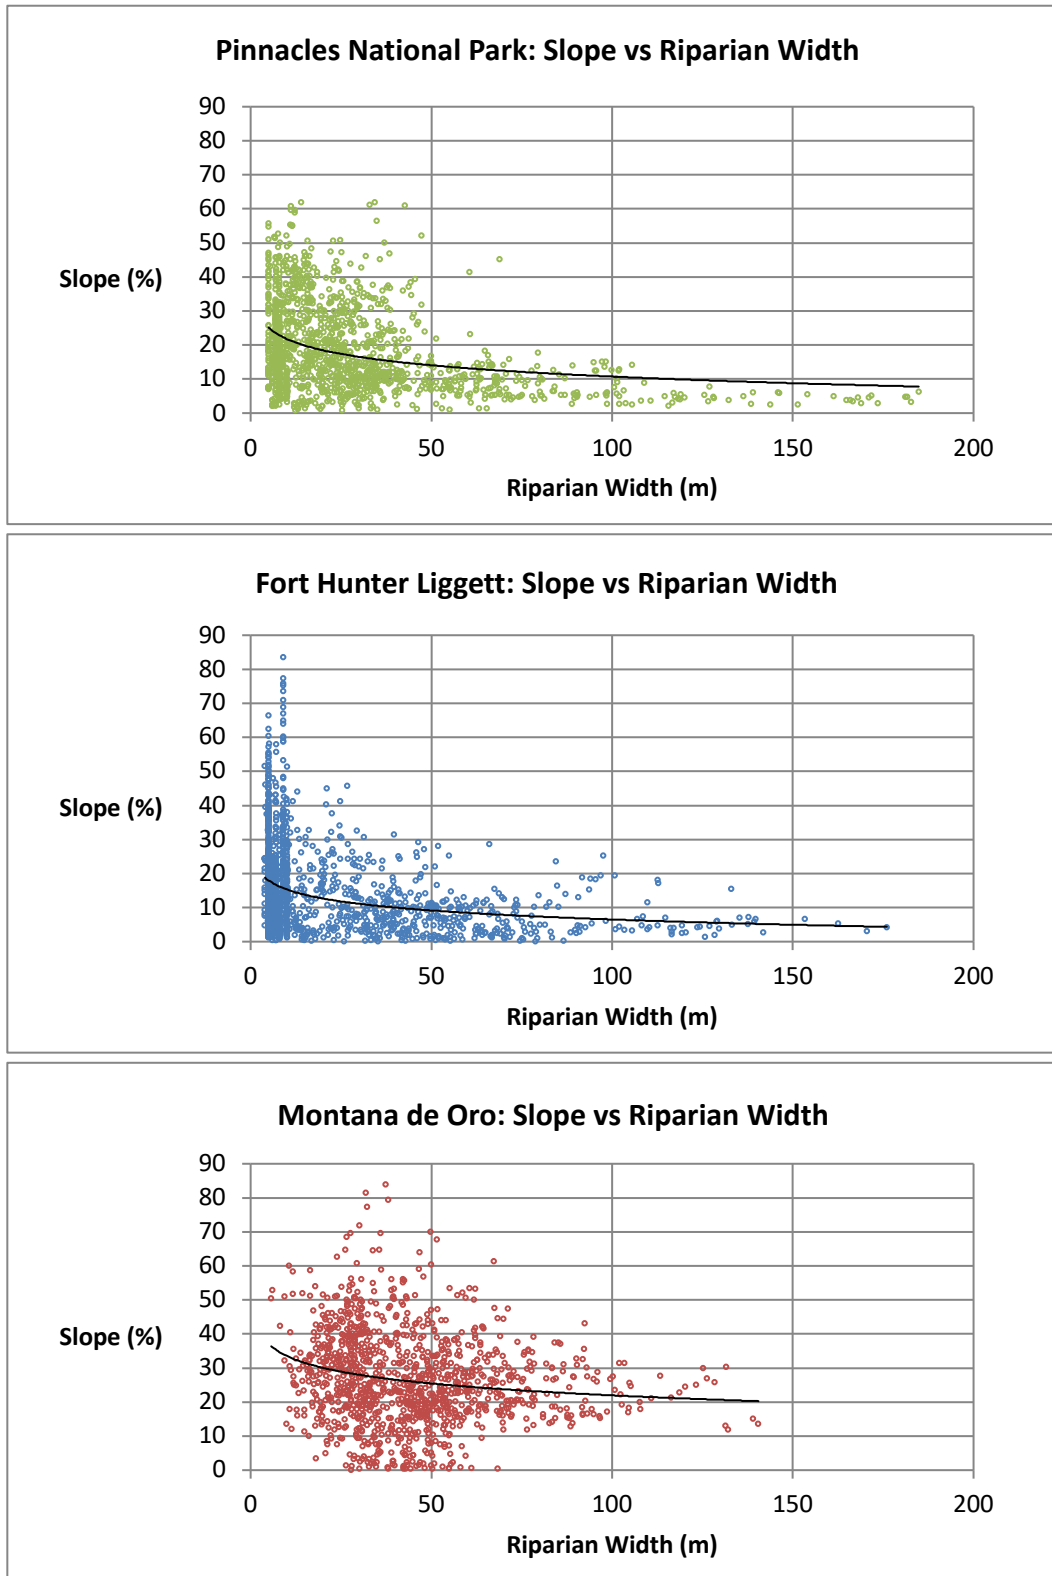 Pinnacles National Park: Slope vs Riparian Width
90
80
70
60
50
40
30
20
10
0
Slope (%)
0 50 100 150 200
Riparian Width (m)
Fort Hunter Liggett: Slope vs Riparian Width
90
80
70
60
50
40
30
20
10
0
Slope (%)
0 50 100 150 200
Riparian Width (m)
Montana de Oro: Slope vs Riparian Width
90
80
70
60
50
40
30
20
10
0
Slope (%)
0 50 100 150 200
Riparian Width (m)